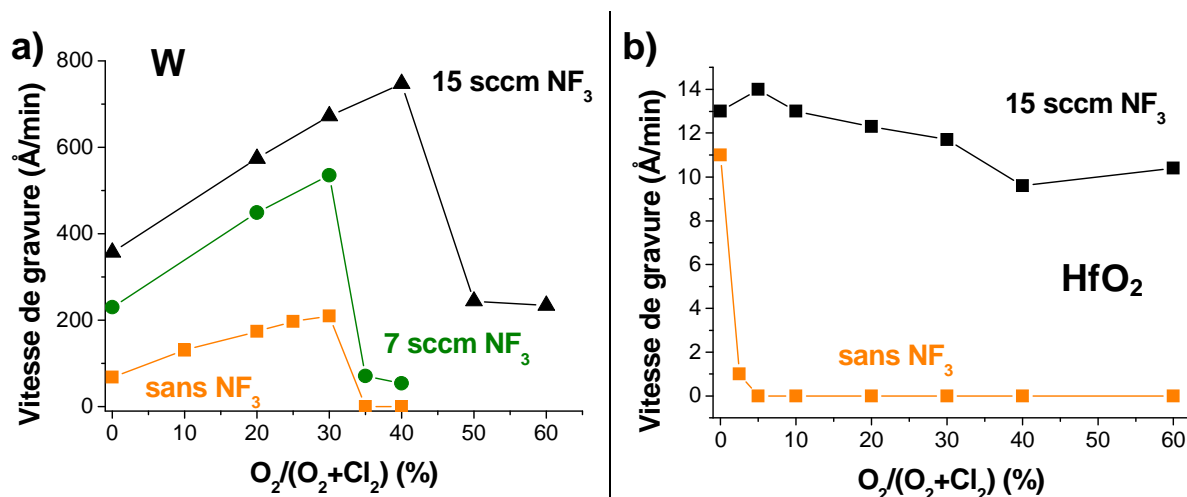 a)
W
15 sccm NF₃
7 sccm NF₃
sans NF₃
Vitesse de gravure (Å/min)
800
600
400
200
0
0 10 20 30 40 50 60
O₂/(O₂+Cl₂) (%)
b)
15 sccm NF₃
HfO₂
sans NF₃
Vitesse de gravure (Å/min)
14
12
10
8
6
4
2
0
0 10 20 30 40 50 60
O₂/(O₂+Cl₂) (%)